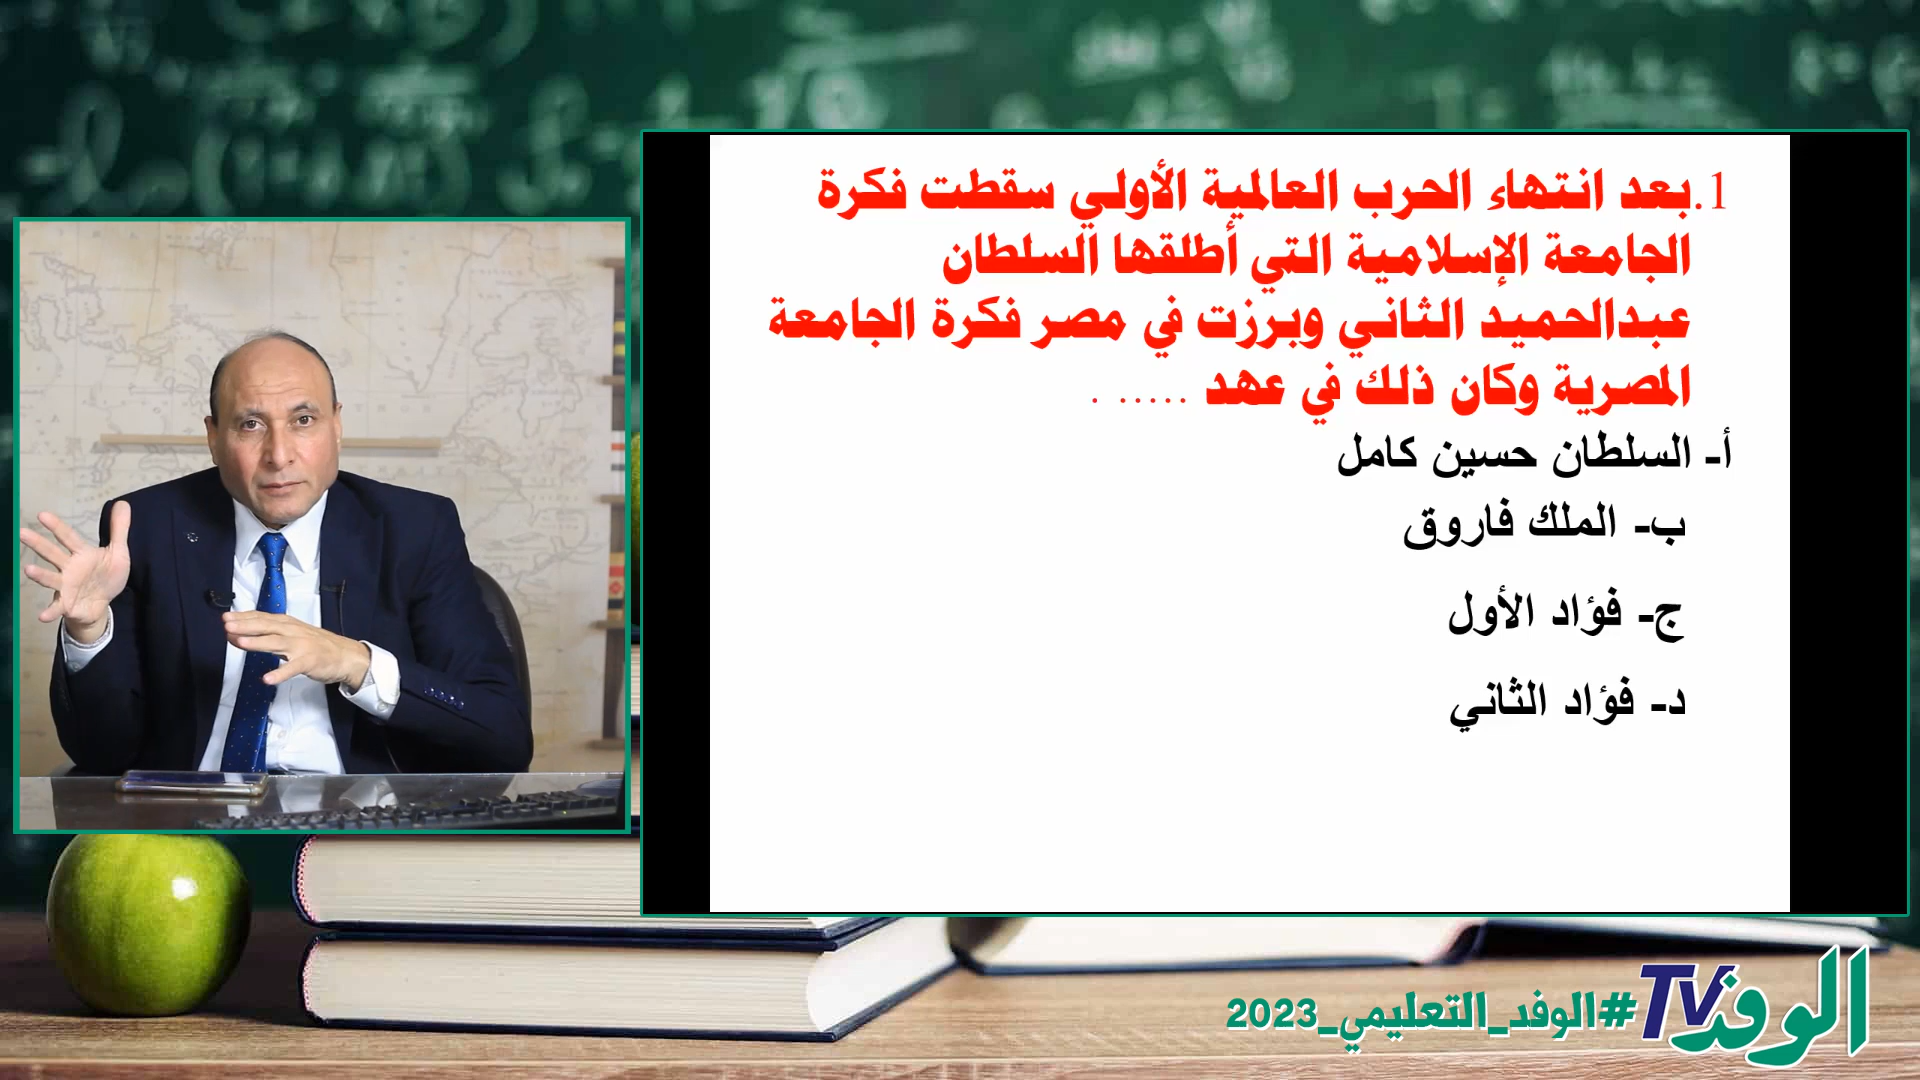 1.بعد انتهاء الحرب العالمية الأولي سقطت فكرة
الجامعة الإسلامية التي أطلقها السلطان
عبدالحميد الثاني وبرزت في مصر فكرة الجامعة
المصرية وكان ذلك في عهد ..... .
أ- السلطان حسين كامل
ب- الملك فاروق
ج- فؤاد الأول
د- فؤاد الثاني
#الوفد_التعليمي_2023
الوفد TV